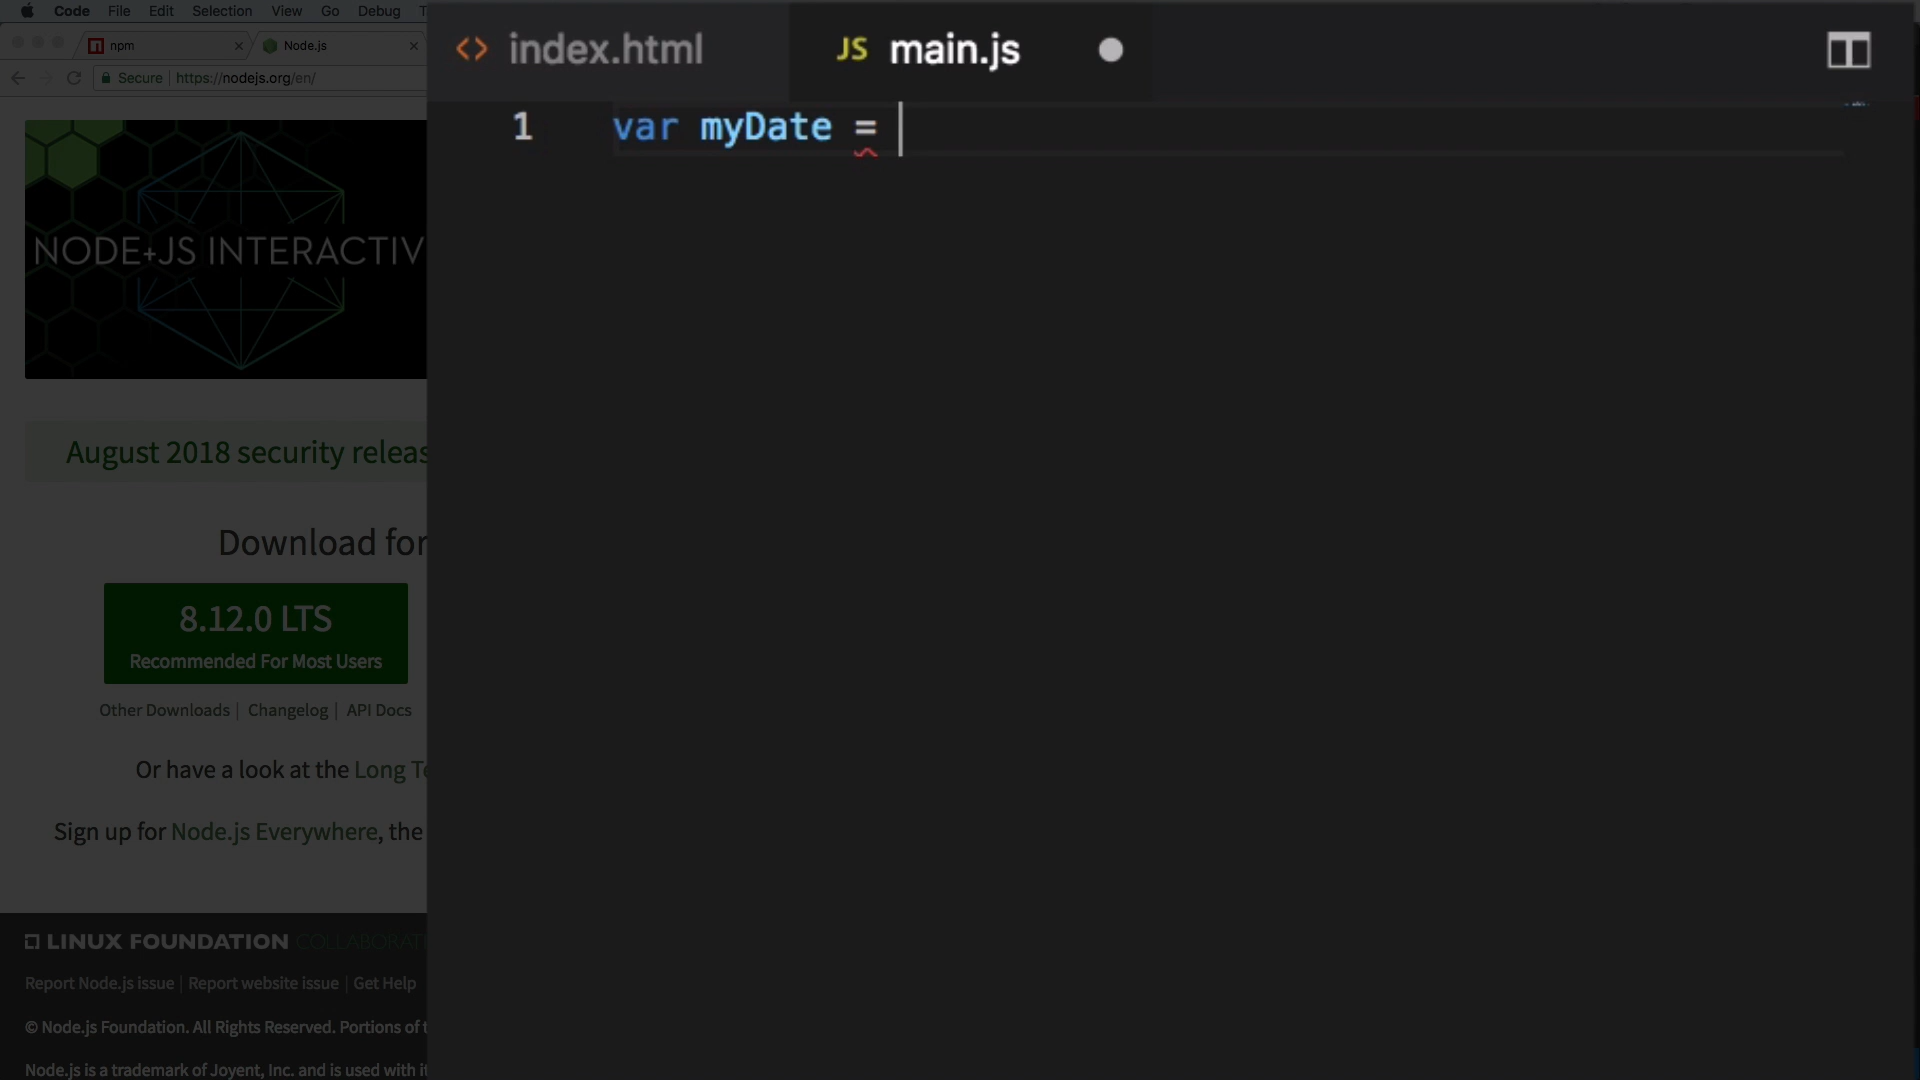 Code File Edit Selection View Go Debug
npm
Node.js
Secure https://nodejs.org/en/
index.html
JS main.js
1 var myDate =
NODE+JS INTERACTIV
August 2018 security releas
Download for
8.12.0 LTS
Recommended For Most Users
Other Downloads | Changelog | API Docs
Or have a look at the Long Te
Sign up for Node.js Everywhere, the
LINUX FOUNDATION COLLABORAT
Report Node.js issue | Report website issue | Get Help
© Node.js Foundation. All Rights Reserved. Portions of t
Node.js is a trademark of Joyent, Inc. and is used with it